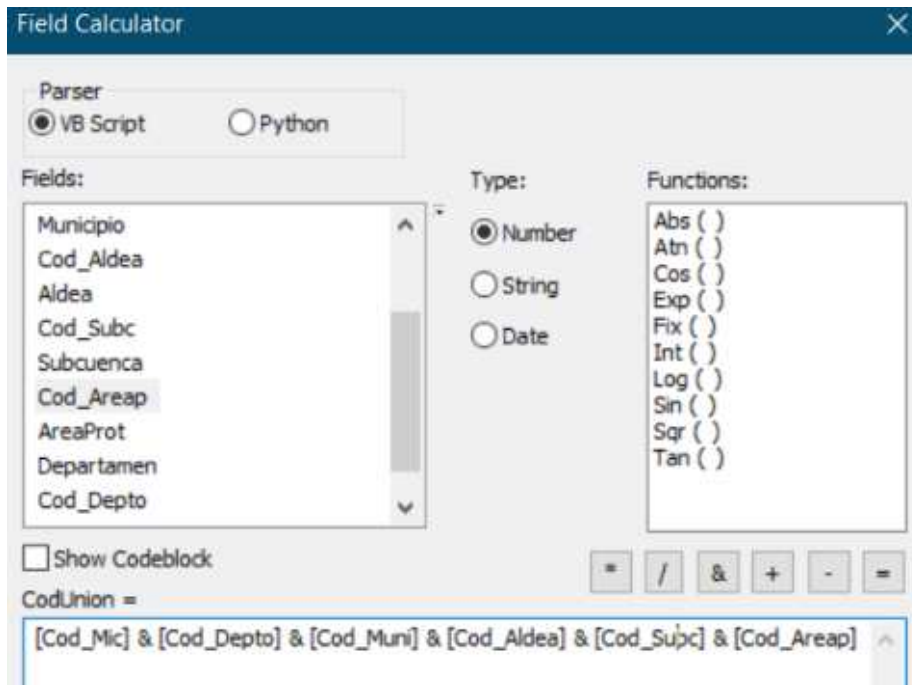 Field Calculator
Parser
VB Script
Python
Fields:
Municipio
Cod_Aldea
Aldea
Cod_Subc
Subcuenca
Cod_Areap
AreaProt
Departamen
Cod_Depto
Type:
Number
String
Date
Functions:
Abs ( )
Atn ( )
Cos ( )
Exp ( )
Fix ( )
Int ( )
Log ( )
Sin ( )
Sqr ( )
Tan ( )
Show Codeblock
* / & + - =
CodUnion =
[Cod_Mic] & [Cod_Depto] & [Cod_Muni] & [Cod_Aldea] & [Cod_Subc] & [Cod_Areap]